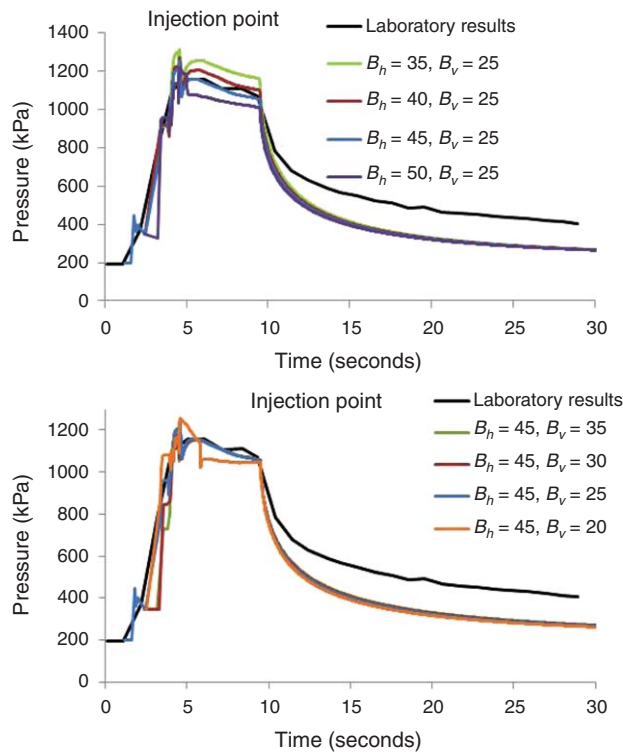 Injection point
Laboratory results
Bh = 35, Bv = 25
Bh = 40, Bv = 25
Bh = 45, Bv = 25
Bh = 50, Bv = 25
Pressure (kPa)
1400
1200
1000
800
600
400
200
0
0 5 10 15 20 25 30
Time (seconds)
Injection point
Laboratory results
Bh = 45, Bv = 35
Bh = 45, Bv = 30
Bh = 45, Bv = 25
Bh = 45, Bv = 20
Pressure (kPa)
1200
1000
800
600
400
200
0
0 5 10 15 20 25 30
Time (seconds)